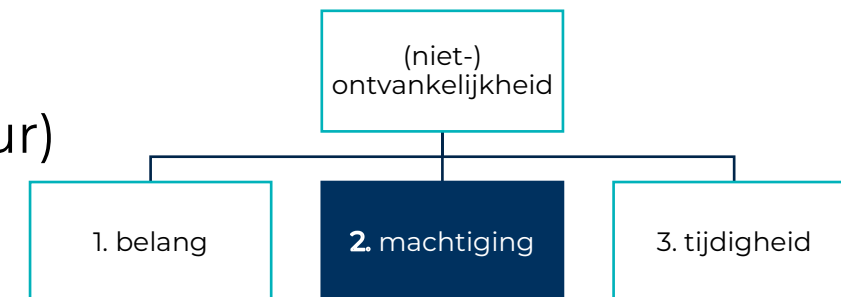 (niet-)
ontvankelijkheid
ur)
1. belang
2. machtiging
3. tijdigheid